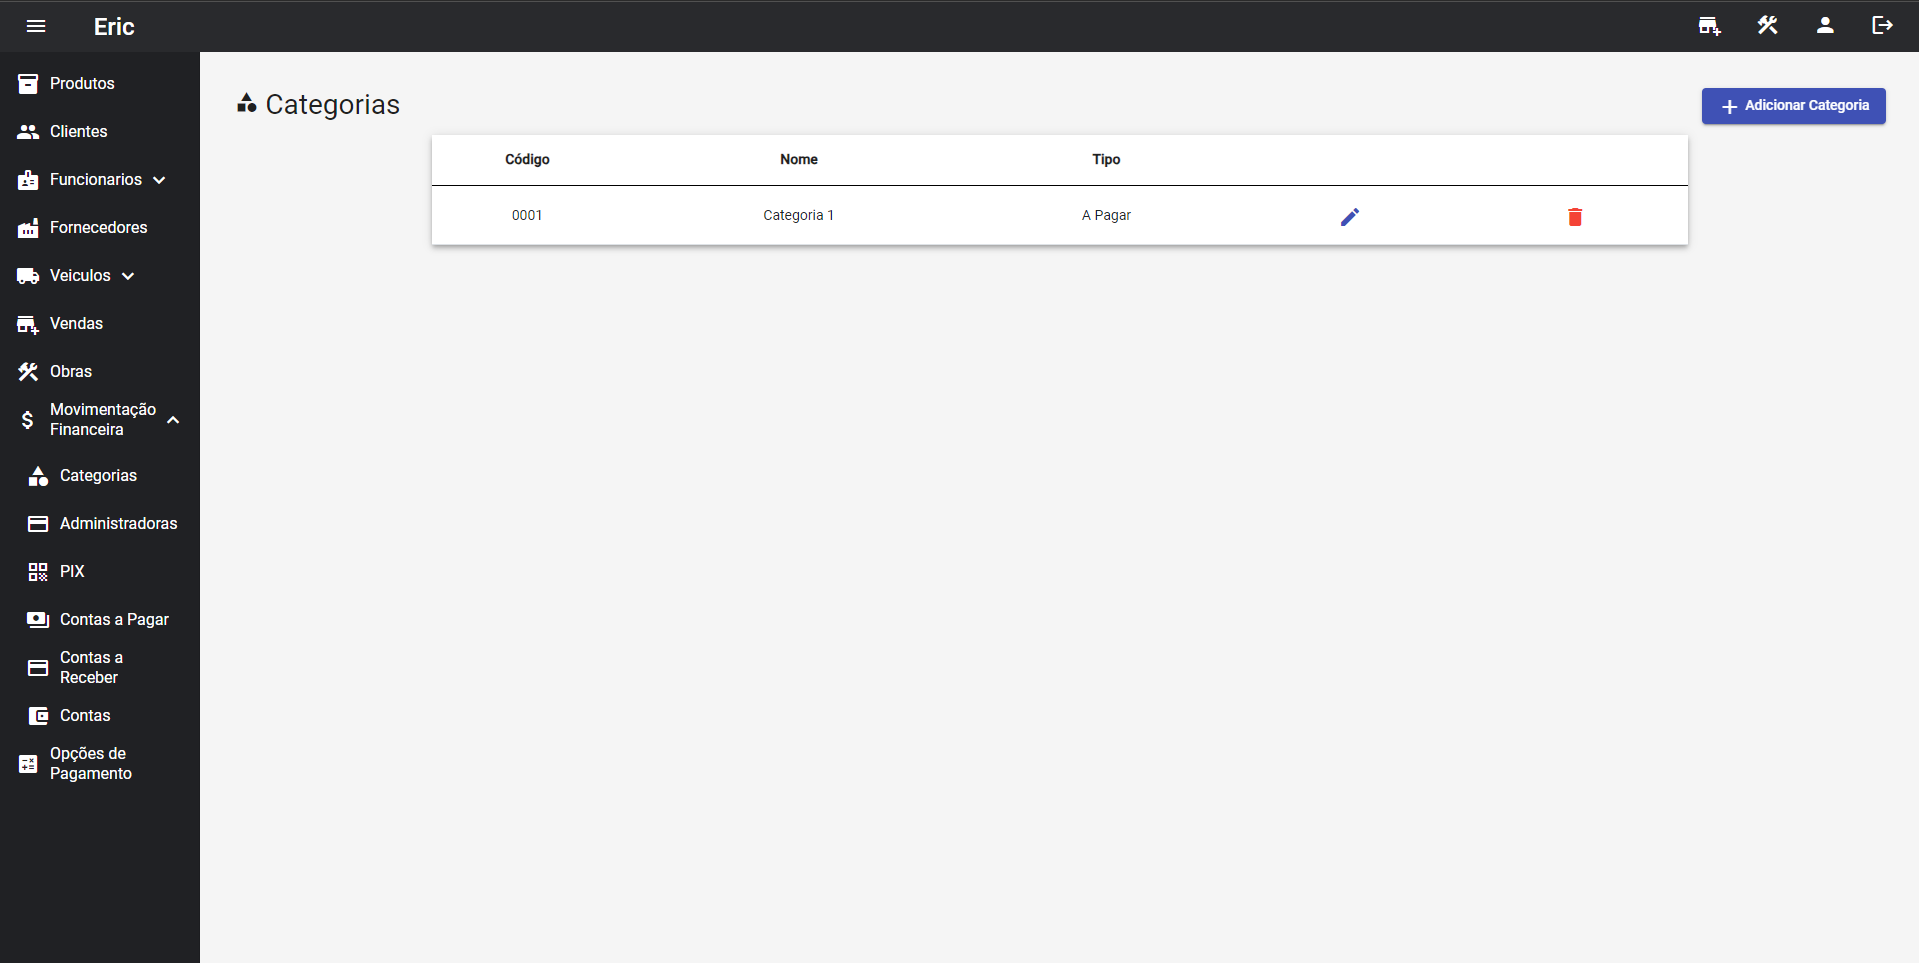 Eric
Produtos
Clientes
Funcionarios
Fornecedores
Veiculos
Vendas
Obras
Movimentação
Financeira
Categorias
Administradoras
PIX
Contas a Pagar
Contas a
Receber
Contas
Opções de
Pagamento
Categorias
Adicionar Categoria
Código Nome Tipo
0001 Categoria 1 A Pagar